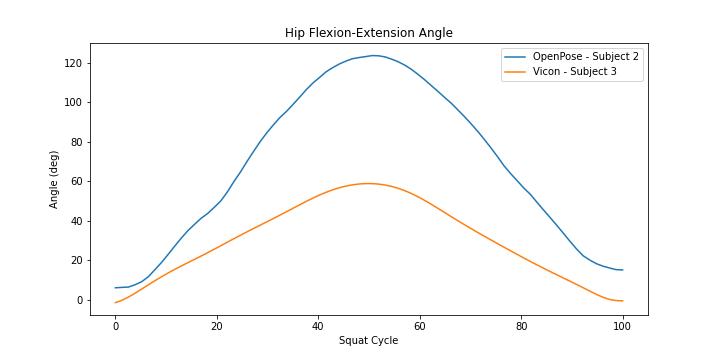 Hip Flexion-Extension Angle
OpenPose - Subject 2
Vicon - Subject 3
Angle (deg)
120
100
80
60
40
20
0
0 20 40 60 80 100
Squat Cycle